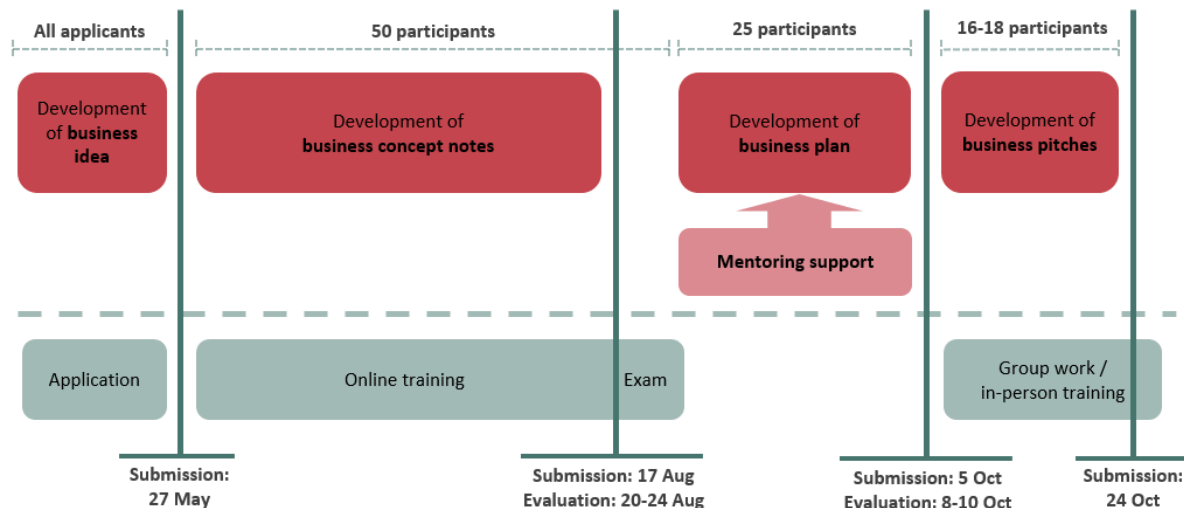 All applicants
50 participants
25 participants
16-18 participants
Development
of business
idea
Development of
business concept notes
Development of
business plan
Development of
business pitches
Mentoring support
Application
Online training
Exam
Group work /
in-person training
Submission:
27 May
Submission: 17 Aug
Evaluation: 20-24 Aug
Submission: 5 Oct
Evaluation: 8-10 Oct
Submission:
24 Oct